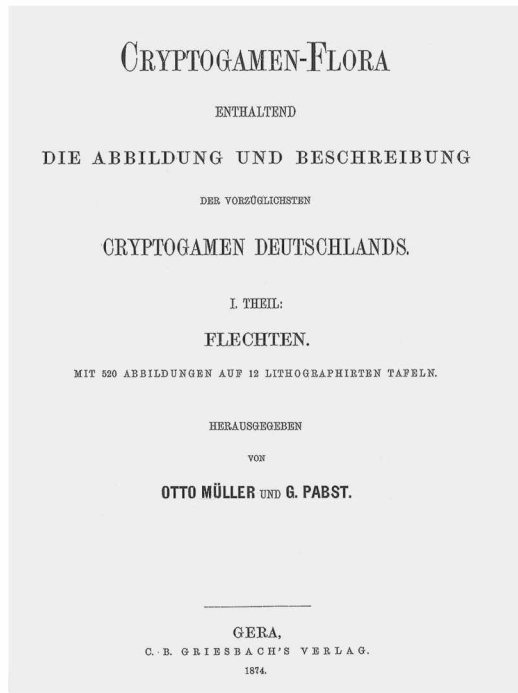 CRYPTOGAMEN-FLORA
ENTHALTEND
DIE ABBILDUNG UND BESCHREIBUNG
DER VORZÜGLICHSTEN
CRYPTOGAMEN DEUTSCHLANDS.
I. THEIL:
FLECHTEN.
MIT 520 ABBILDUNGEN AUF 12 LITHOGRAPHIRTEN TAFELN.
HERAUSGEGEBEN
VON
OTTO MÜLLER UND G. PABST.
GERA,
C. B. GRIESBACH'S VERLAG.
1874.